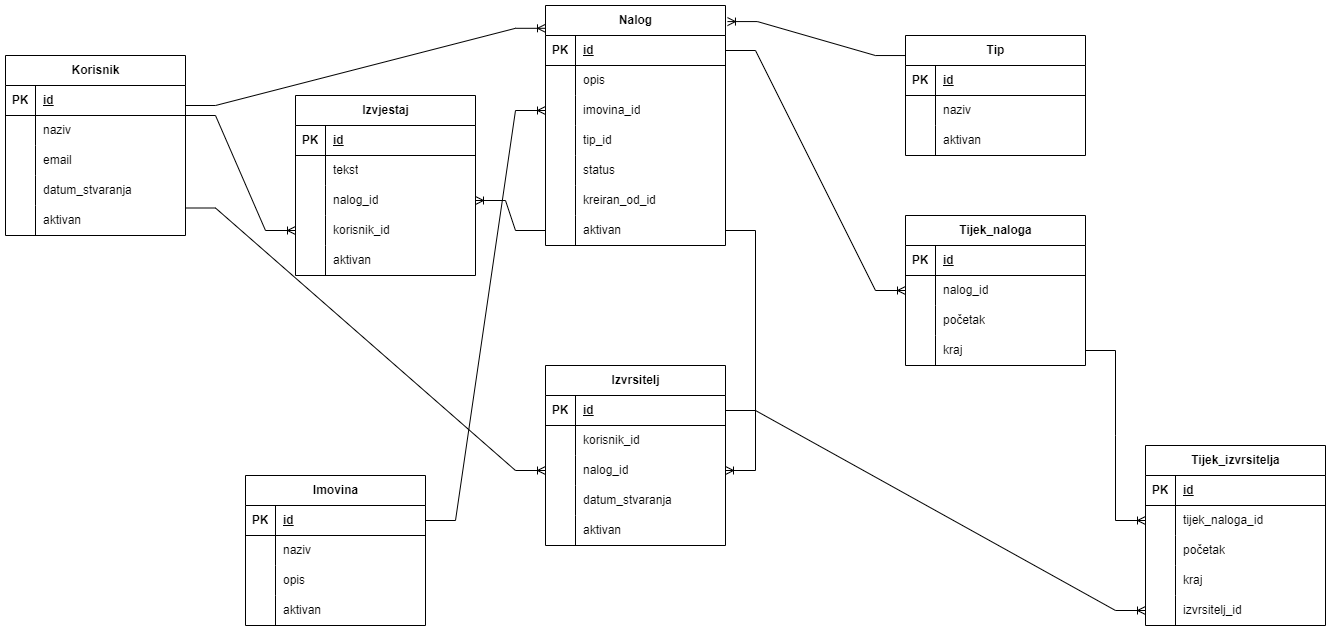 Korisnik
PK id
naziv
email
datum_stvaranja
aktivan
Izvjestaj
PK id
tekst
nalog_id
korisnik_id
aktivan
Nalog
PK id
opis
imovina_id
tip_id
status
kreiran_od_id
aktivan
Tip
PK id
naziv
aktivan
Tijek_naloga
PK id
nalog_id
početak
kraj
Izvrsitelj
PK id
korisnik_id
nalog_id
datum_stvaranja
aktivan
Imovina
PK id
naziv
opis
aktivan
Tijek_izvrsitelja
PK id
tijek_naloga_id
početak
kraj
izvrsitelj_id